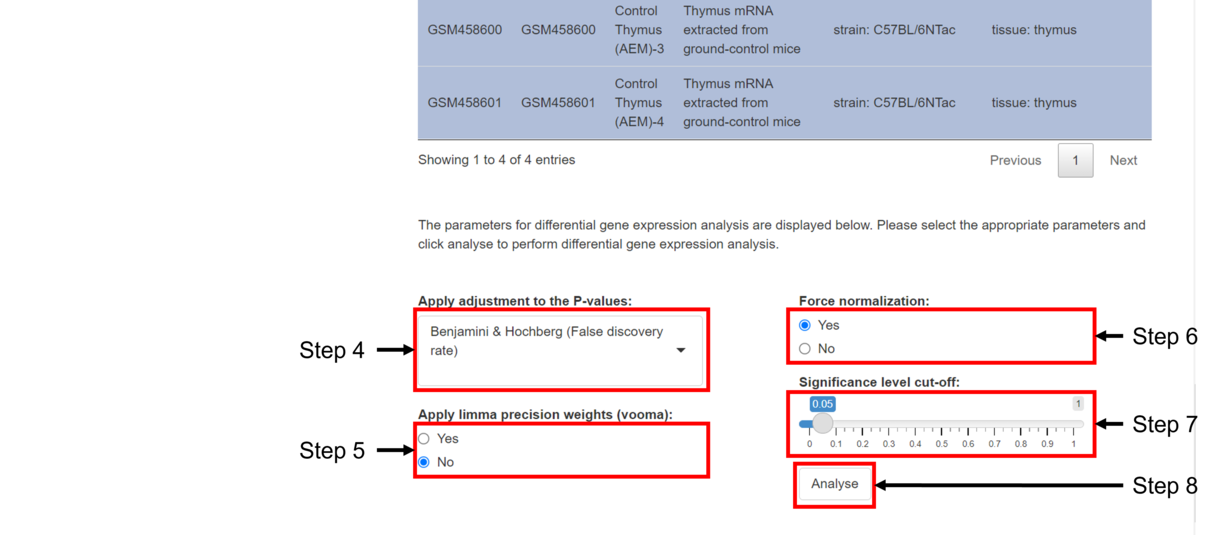 Control
Thymus mRNA
GSM458600 GSM458600 Thymus extracted from strain: C57BL/6NTac tissue: thymus
(AEM)-3 ground-control mice
Control
Thymus mRNA
GSM458601 GSM458601 Thymus extracted from strain: C57BL/6NTac tissue: thymus
(AEM)-4 ground-control mice
Showing 1 to 4 of 4 entries
Previous 1 Next
The parameters for differential gene expression analysis are displayed below. Please select the appropriate parameters and
click analyse to perform differential gene expression analysis.
Apply adjustment to the P-values:
Benjamini & Hochberg (False discovery
rate)
Step 4
Apply limma precision weights (vooma):
Yes
No
Step 5
Force normalization:
Yes
No
Step 6
Significance level cut-off:
0.05 1
0 0.1 0.2 0.3 0.4 0.5 0.6 0.7 0.8 0.9 1
Step 7
Analyse
Step 8